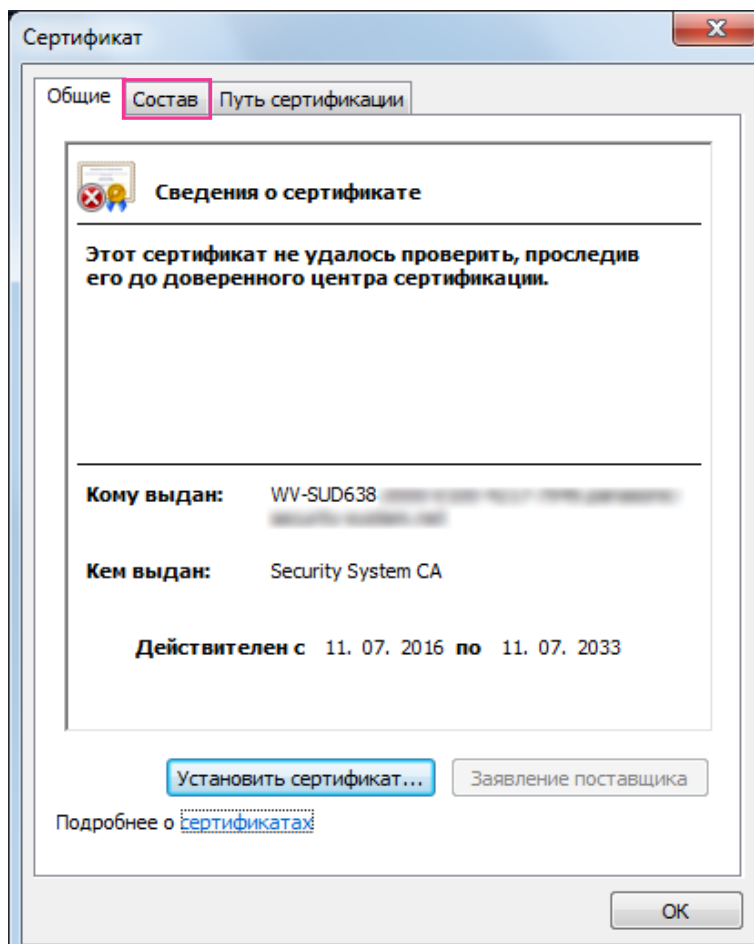 Сертификат
Общие Состав Путь сертификации
Сведения о сертификате
Этот сертификат не удалось проверить, проследив
его до доверенного центра сертификации.
Кому выдан: WV-SUD638
Кем выдан: Security System CA
Действителен с 11. 07. 2016 по 11. 07. 2033
Установить сертификат... Заявление поставщика
Подробнее о сертификатах
ОК